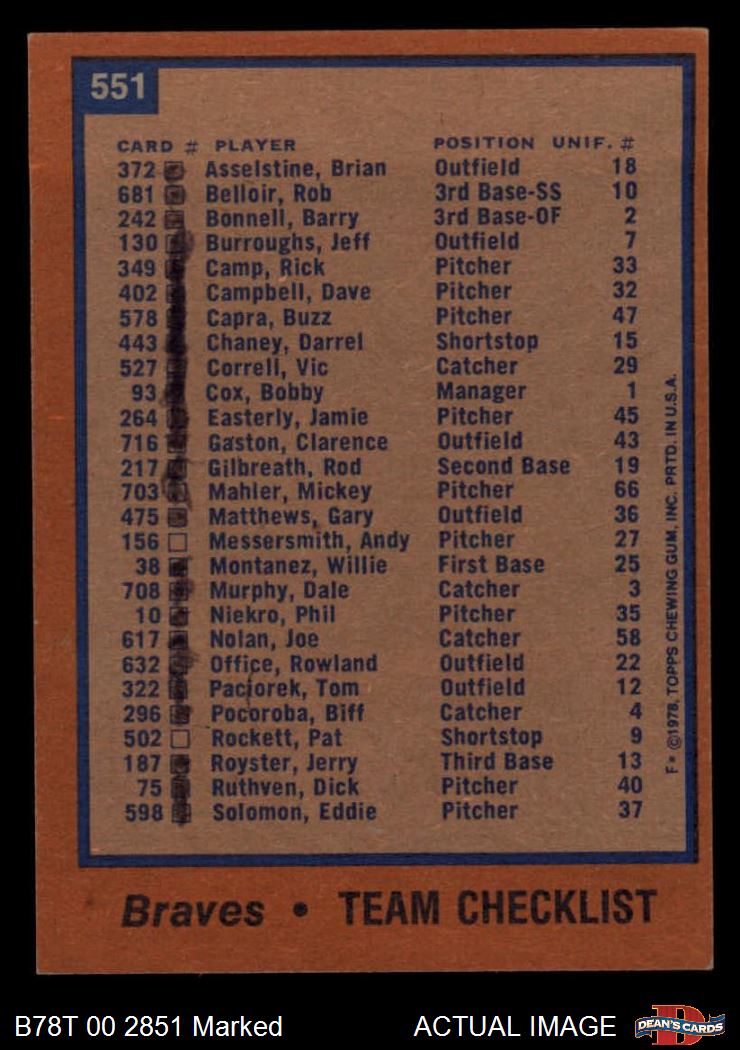 551
CARD # PLAYER POSITION UNIF. #
372 Asselstine, Brian Outfield 18
681 Belloir, Rob 3rd Base-SS 10
242 Bonnell, Barry 3rd Base-OF 2
130 Burroughs, Jeff Outfield 7
349 Camp, Rick Pitcher 33
402 Campbell, Dave Pitcher 32
578 Capra, Buzz Pitcher 47
443 Chaney, Darrel Shortstop 15
527 Correll, Vic Catcher 29
93 Cox, Bobby Manager 1
264 Easterly, Jamie Pitcher 45
716 Gaston, Clarence Outfield 43
217 Gilbreath, Rod Second Base 19
703 Mahler, Mickey Pitcher 66
475 Matthews, Gary Outfield 36
156 Messersmith, Andy Pitcher 27
38 Montanez, Willie First Base 25
708 Murphy, Dale Catcher 3
10 Niekro, Phil Pitcher 35
617 Nolan, Joe Catcher 58
632 Office, Rowland Outfield 22
322 Paciorek, Tom Outfield 12
296 Pocoroba, Biff Catcher 4
502 Rockett, Pat Shortstop 9
187 Royster, Jerry Third Base 13
75 Ruthven, Dick Pitcher 40
598 Solomon, Eddie Pitcher 37
F* ©1978, TOPPS CHEWING GUM, INC. PRTD. IN U.S.A.
Braves • TEAM CHECKLIST
B78T 00 2851 Marked ACTUAL IMAGE
D
DEAN'S CARDS